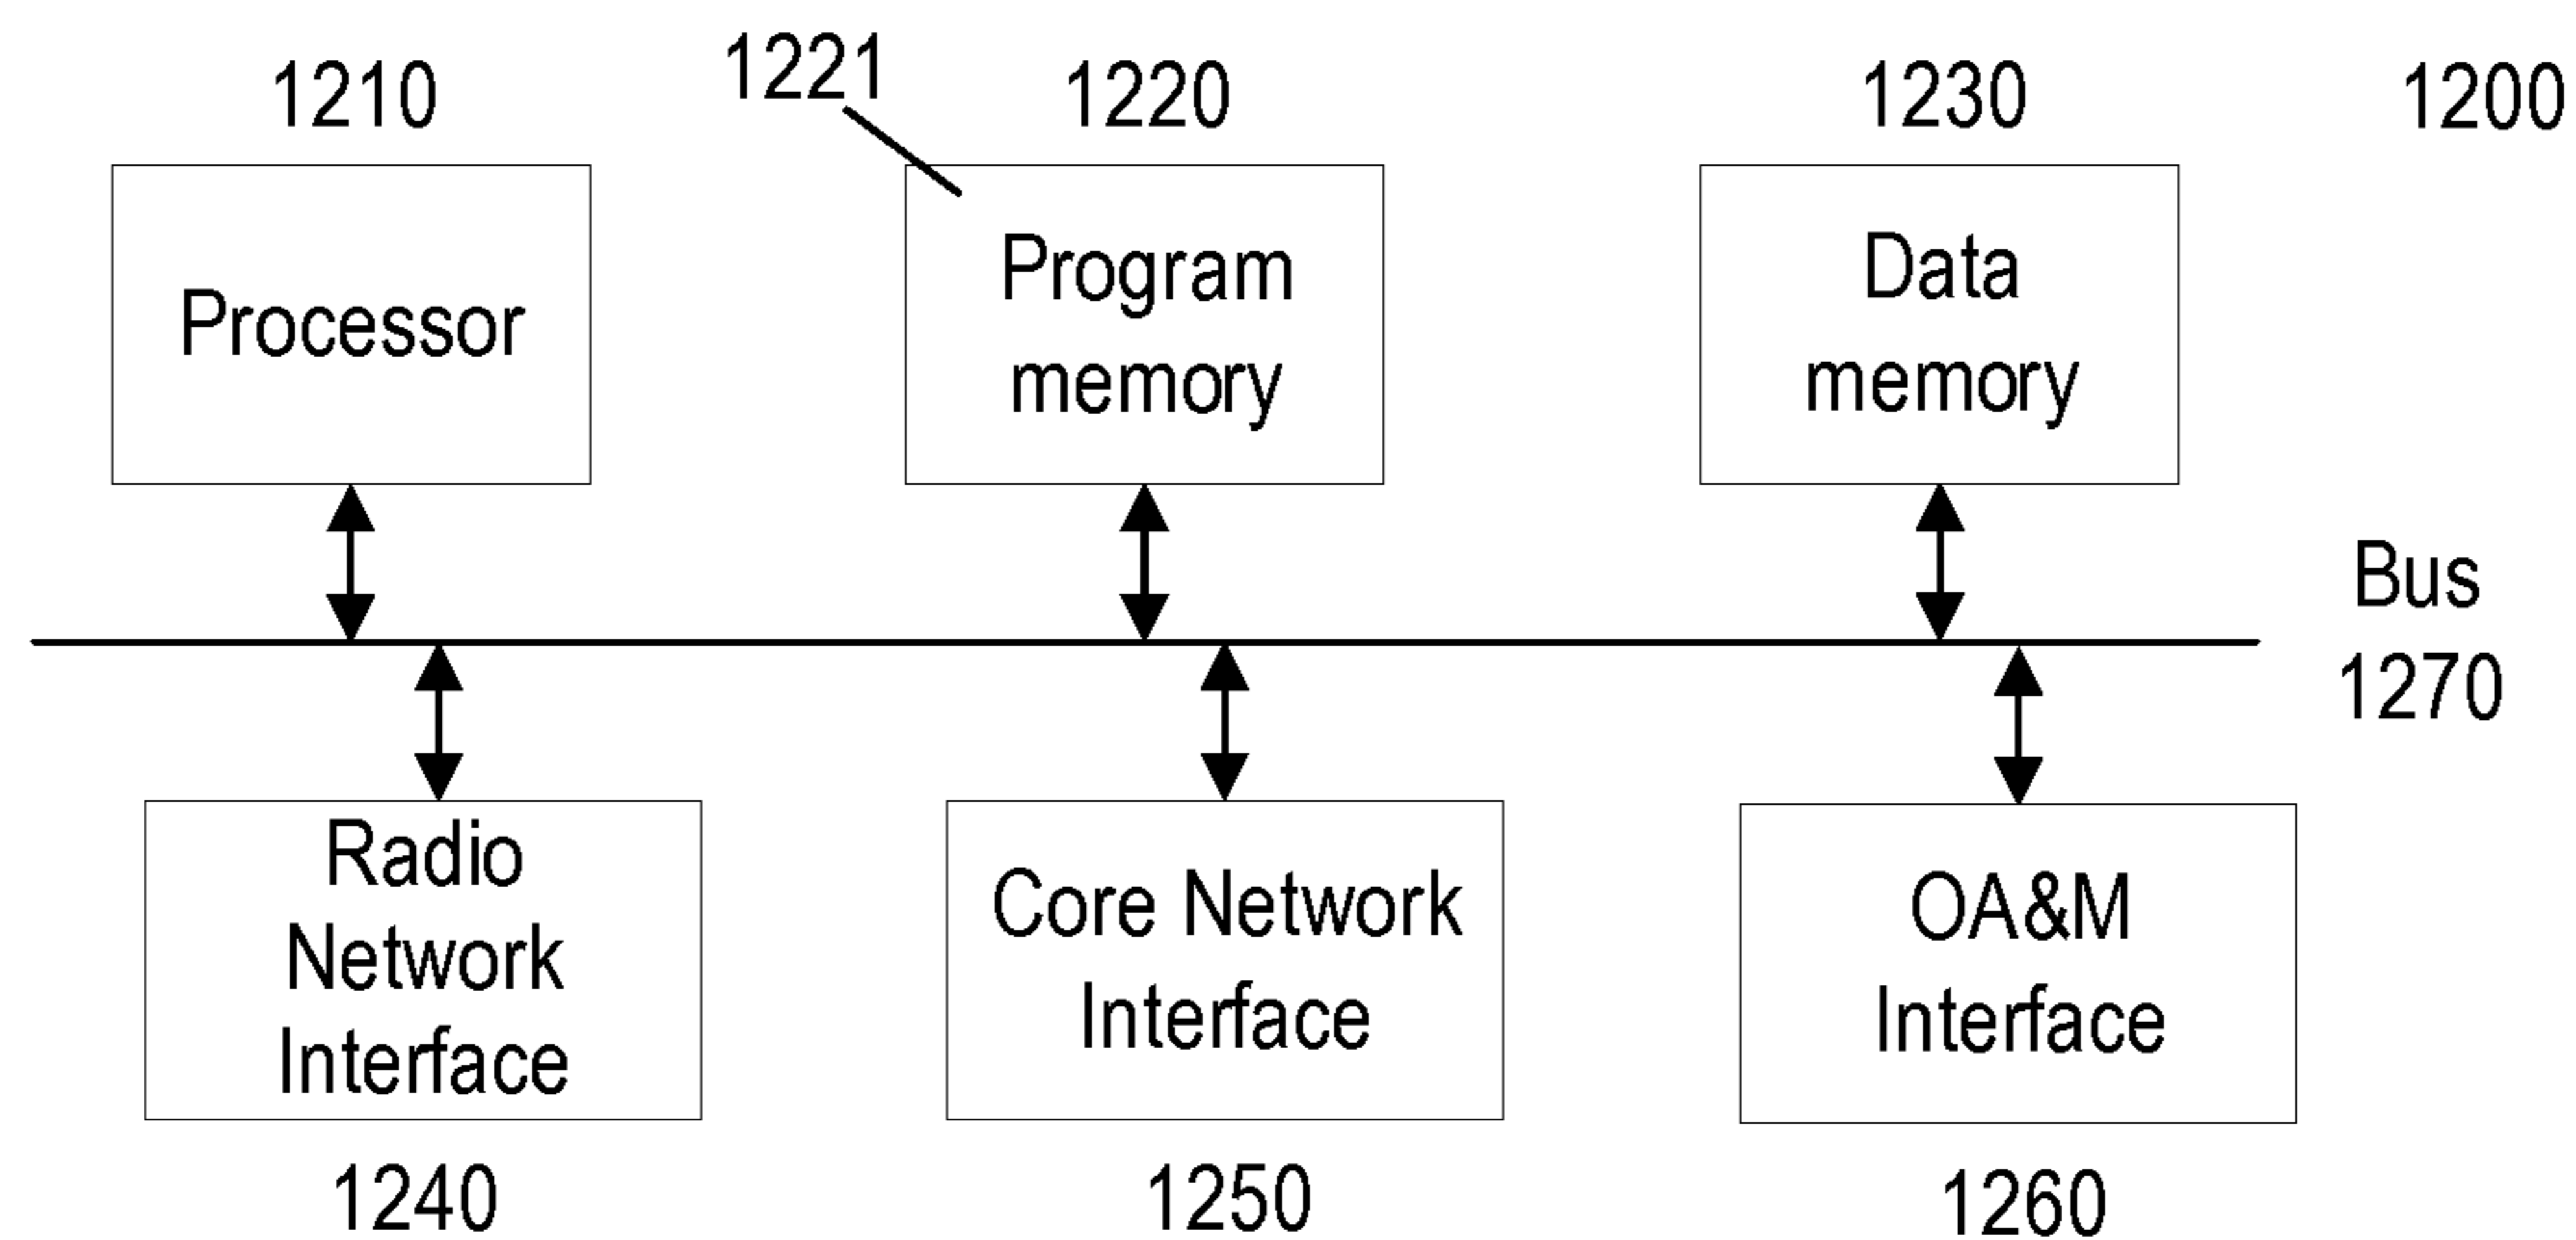 1210
1221
1220
1230
1200
Processor
Program
memory
Data
memory
Bus
1270
Radio
Network
Interface
Core Network
Interface
OA&M
Interface
1240
1250
1260